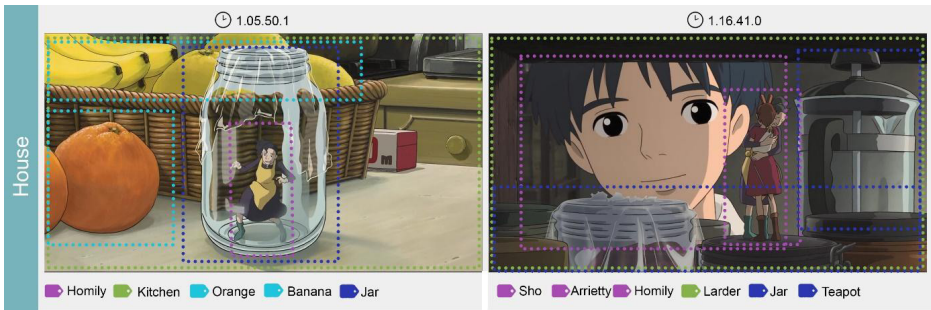 1.05.50.1
1.16.41.0
House
M
Homily Kitchen Orange Banana Jar
Sho Arrietty Homily Larder Jar Teapot